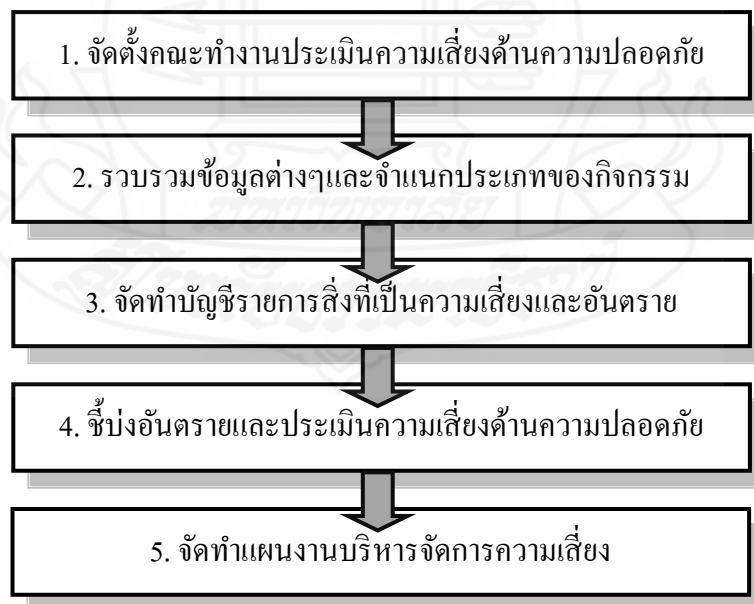 1. จัดตั้งคณะทำงานประเมินความเสี่ยงด้านความปลอดภัย
2. รวบรวมข้อมูลต่างๆและจำแนกประเภทของกิจกรรม
3. จัดทำบัญชีรายการสิ่งที่เป็นความเสี่ยงและอันตราย
4. ชี้บ่งอันตรายและประเมินความเสี่ยงด้านความปลอดภัย
5. จัดทำแผนงานบริหารจัดการความเสี่ยง